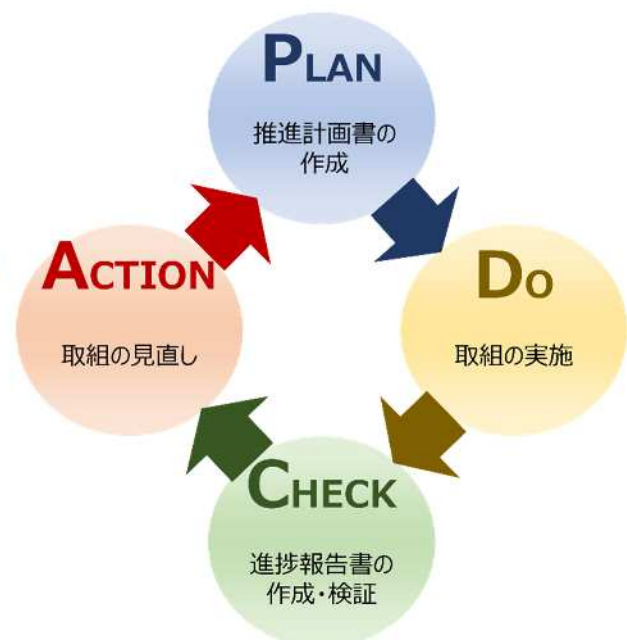 PLAN
推進計画書の
作成
DO
取組の実施
CHECK
進捗報告書の
作成・検証
ACTION
取組の見直し